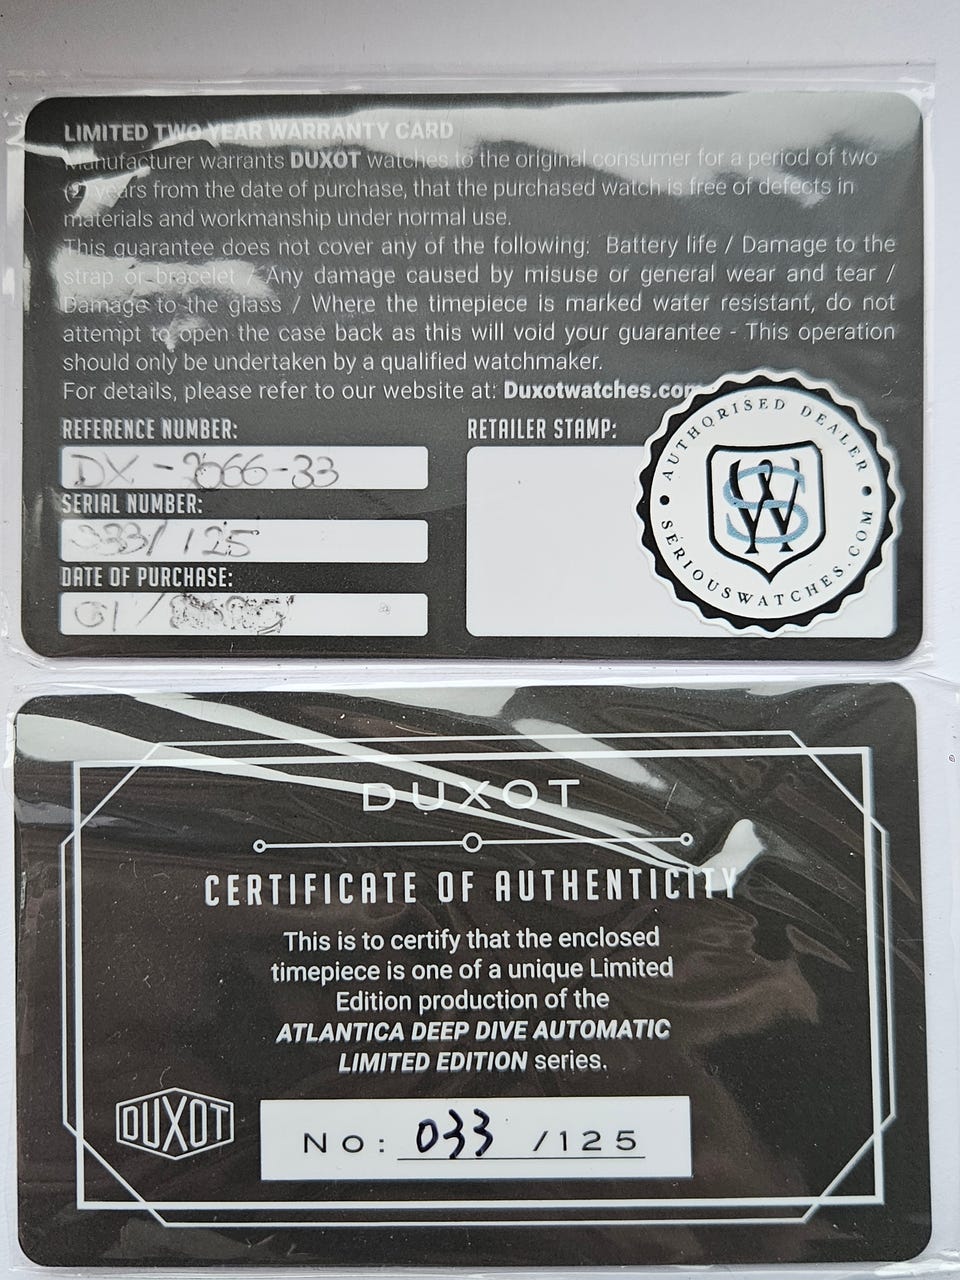 LIMITED TWO YEAR WARRANTY CARD
Manufacturer warrants DUXOT watches to the original consumer for a period of two
(2) years from the date of purchase, that the purchased watch is free of defects in
materials and workmanship under normal use.
This guarantee does not cover any of the following: Battery life / Damage to the
strap or bracelet / Any damage caused by misuse or general wear and tear /
Damage to the glass / Where the timepiece is marked water resistant, do not
attempt to open the case back as this will void your guarantee - This operation
should only be undertaken by a qualified watchmaker.
For details, please refer to our website at: Duxotwatches.com
REFERENCE NUMBER:
DX-2066-33
SERIAL NUMBER:
333/125
DATE OF PURCHASE:
01/
RETAILER STAMP:
AUTHORISED DEALER
SW
SERIOUSWATCHES.COM
DUXOT
CERTIFICATE OF AUTHENTICITY
This is to certify that the enclosed
timepiece is one of a unique Limited
Edition production of the
ATLANTICA DEEP DIVE AUTOMATIC
LIMITED EDITION series.
DUXOT
No: 033 /125